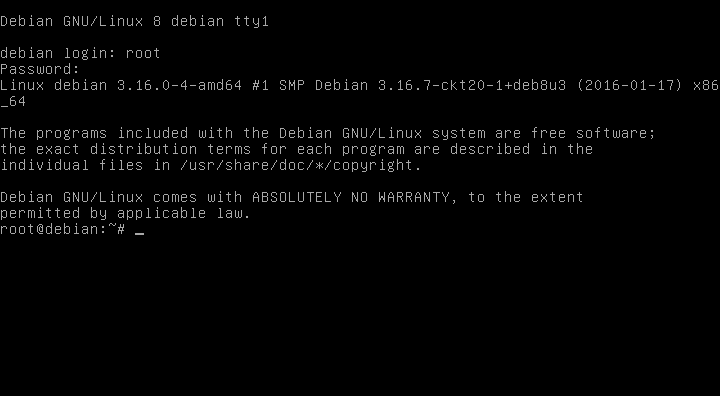 Debian GNU/Linux 8 debian tty1
debian login: root
Password:
Linux debian 3.16.0-4-amd64 #1 SMP Debian 3.16.7-ckt20-1+deb8u3 (2016-01-17) x86
_64
The programs included with the Debian GNU/Linux system are free software;
the exact distribution terms for each program are described in the
individual files in /usr/share/doc/*/copyright.
Debian GNU/Linux comes with ABSOLUTELY NO WARRANTY, to the extent
permitted by applicable law.
root@debian:~# _